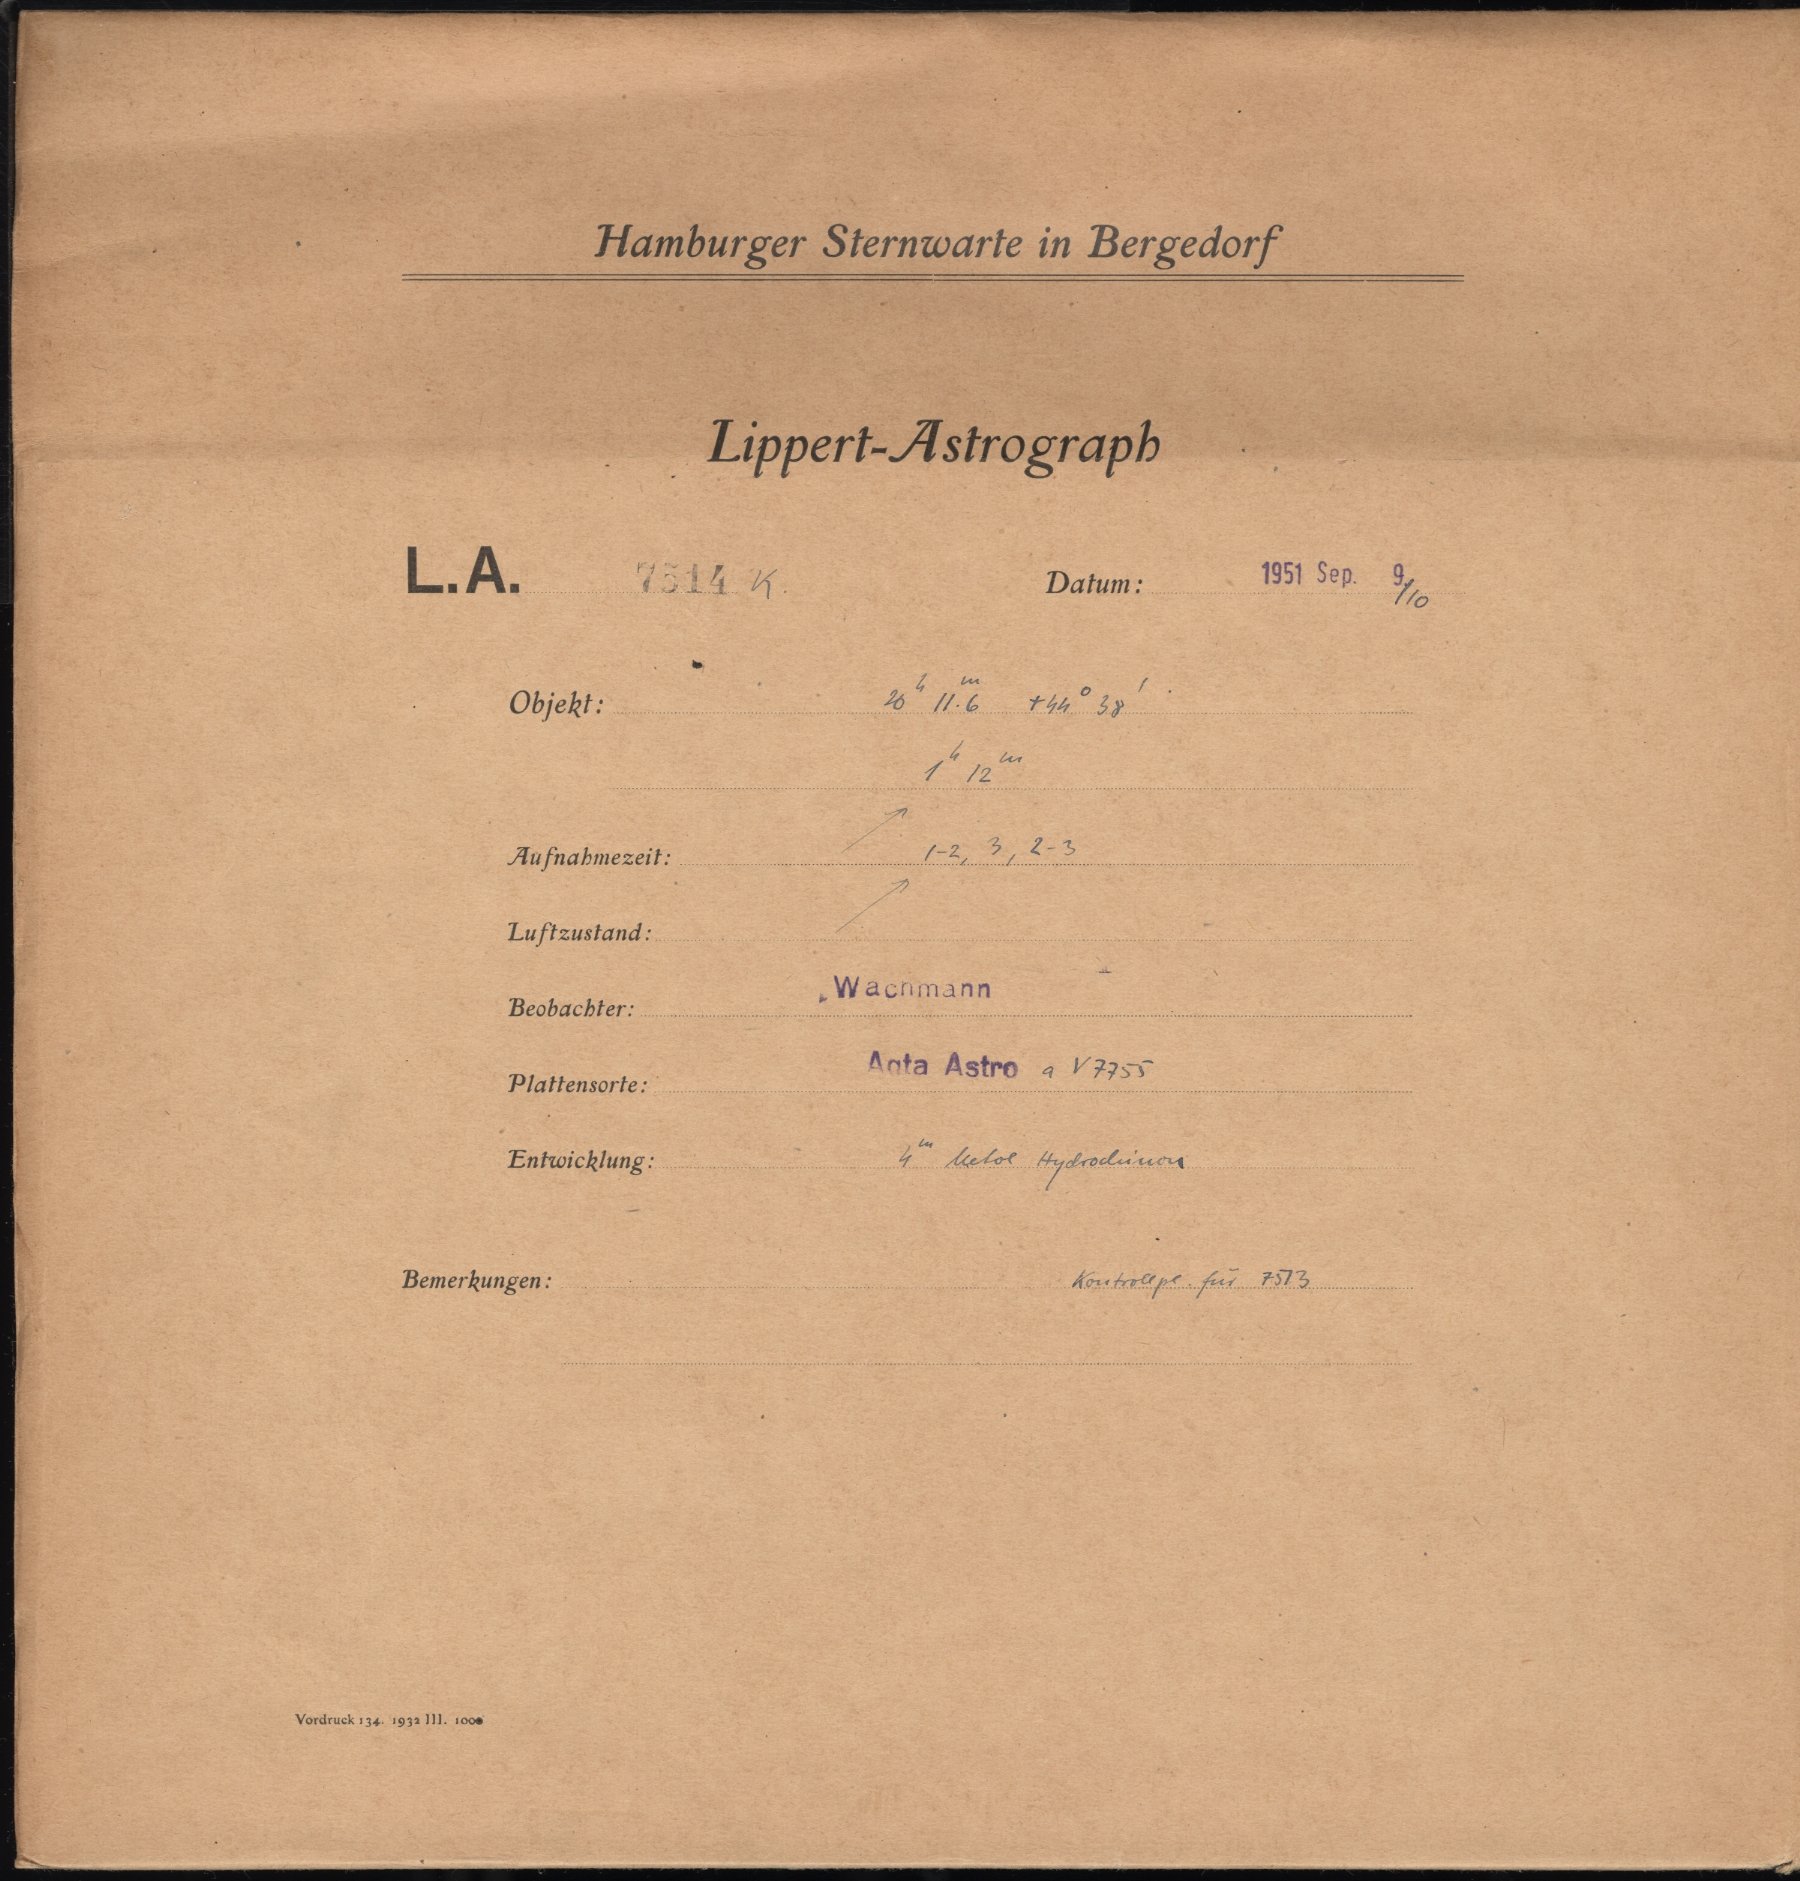 Hamburger Sternwarte in Bergedorf
Lippert-Astrograph
L.A. 7514 K. Datum: 1951 Sep. 9/10
Objekt: 20h 11.6m +44° 38'
1h 12m
Aufnahmezeit: 1-2, 3, 2-3
Luftzustand:
Beobachter: Wachmann
Plattensorte: Agfa Astro a V7755
Entwicklung: 4m Metol Hydrochinon
Bemerkungen: Kontrollpl. für 7513
Vordruck 134. 1932 III. 1000